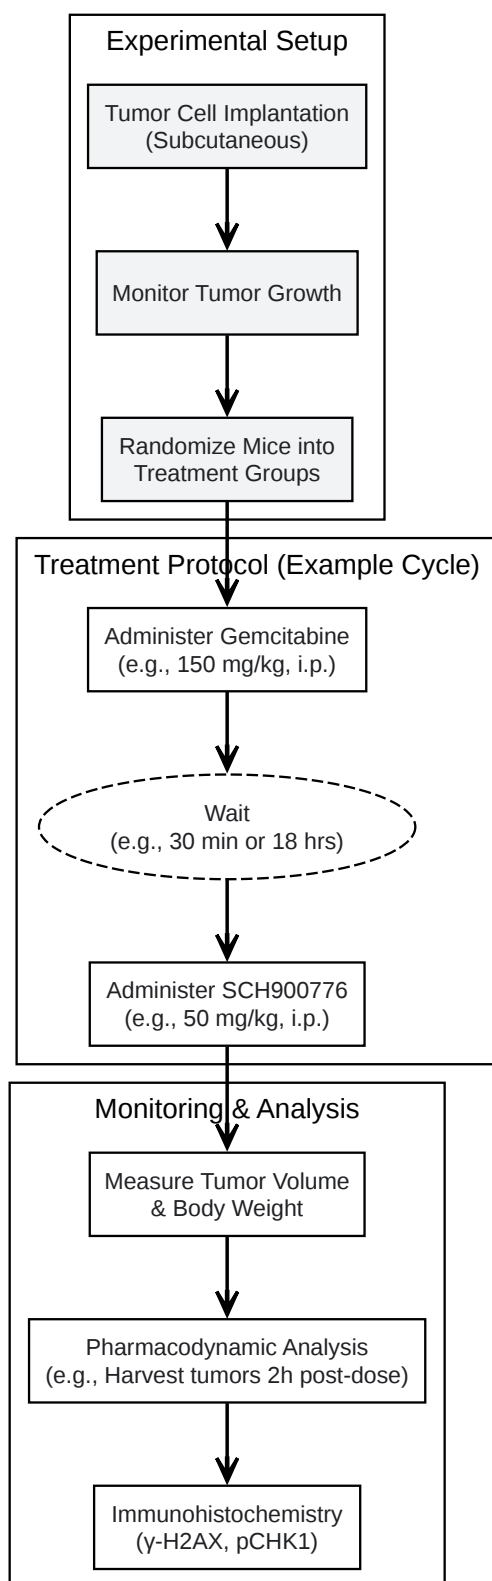 Experimental Setup
Tumor Cell Implantation
(Subcutaneous)
Monitor Tumor Growth
Randomize Mice into
Treatment Groups
Treatment Protocol (Example Cycle)
Administer Gemcitabine
(e.g., 150 mg/kg, i.p.)
Wait
(e.g., 30 min or 18 hrs)
Administer SCH900776
(e.g., 50 mg/kg, i.p.)
Monitoring & Analysis
Measure Tumor Volume
& Body Weight
Pharmacodynamic Analysis
(e.g., Harvest tumors 2h post-dose)
Immunohistochemistry
(γ-H2AX, pCHK1)